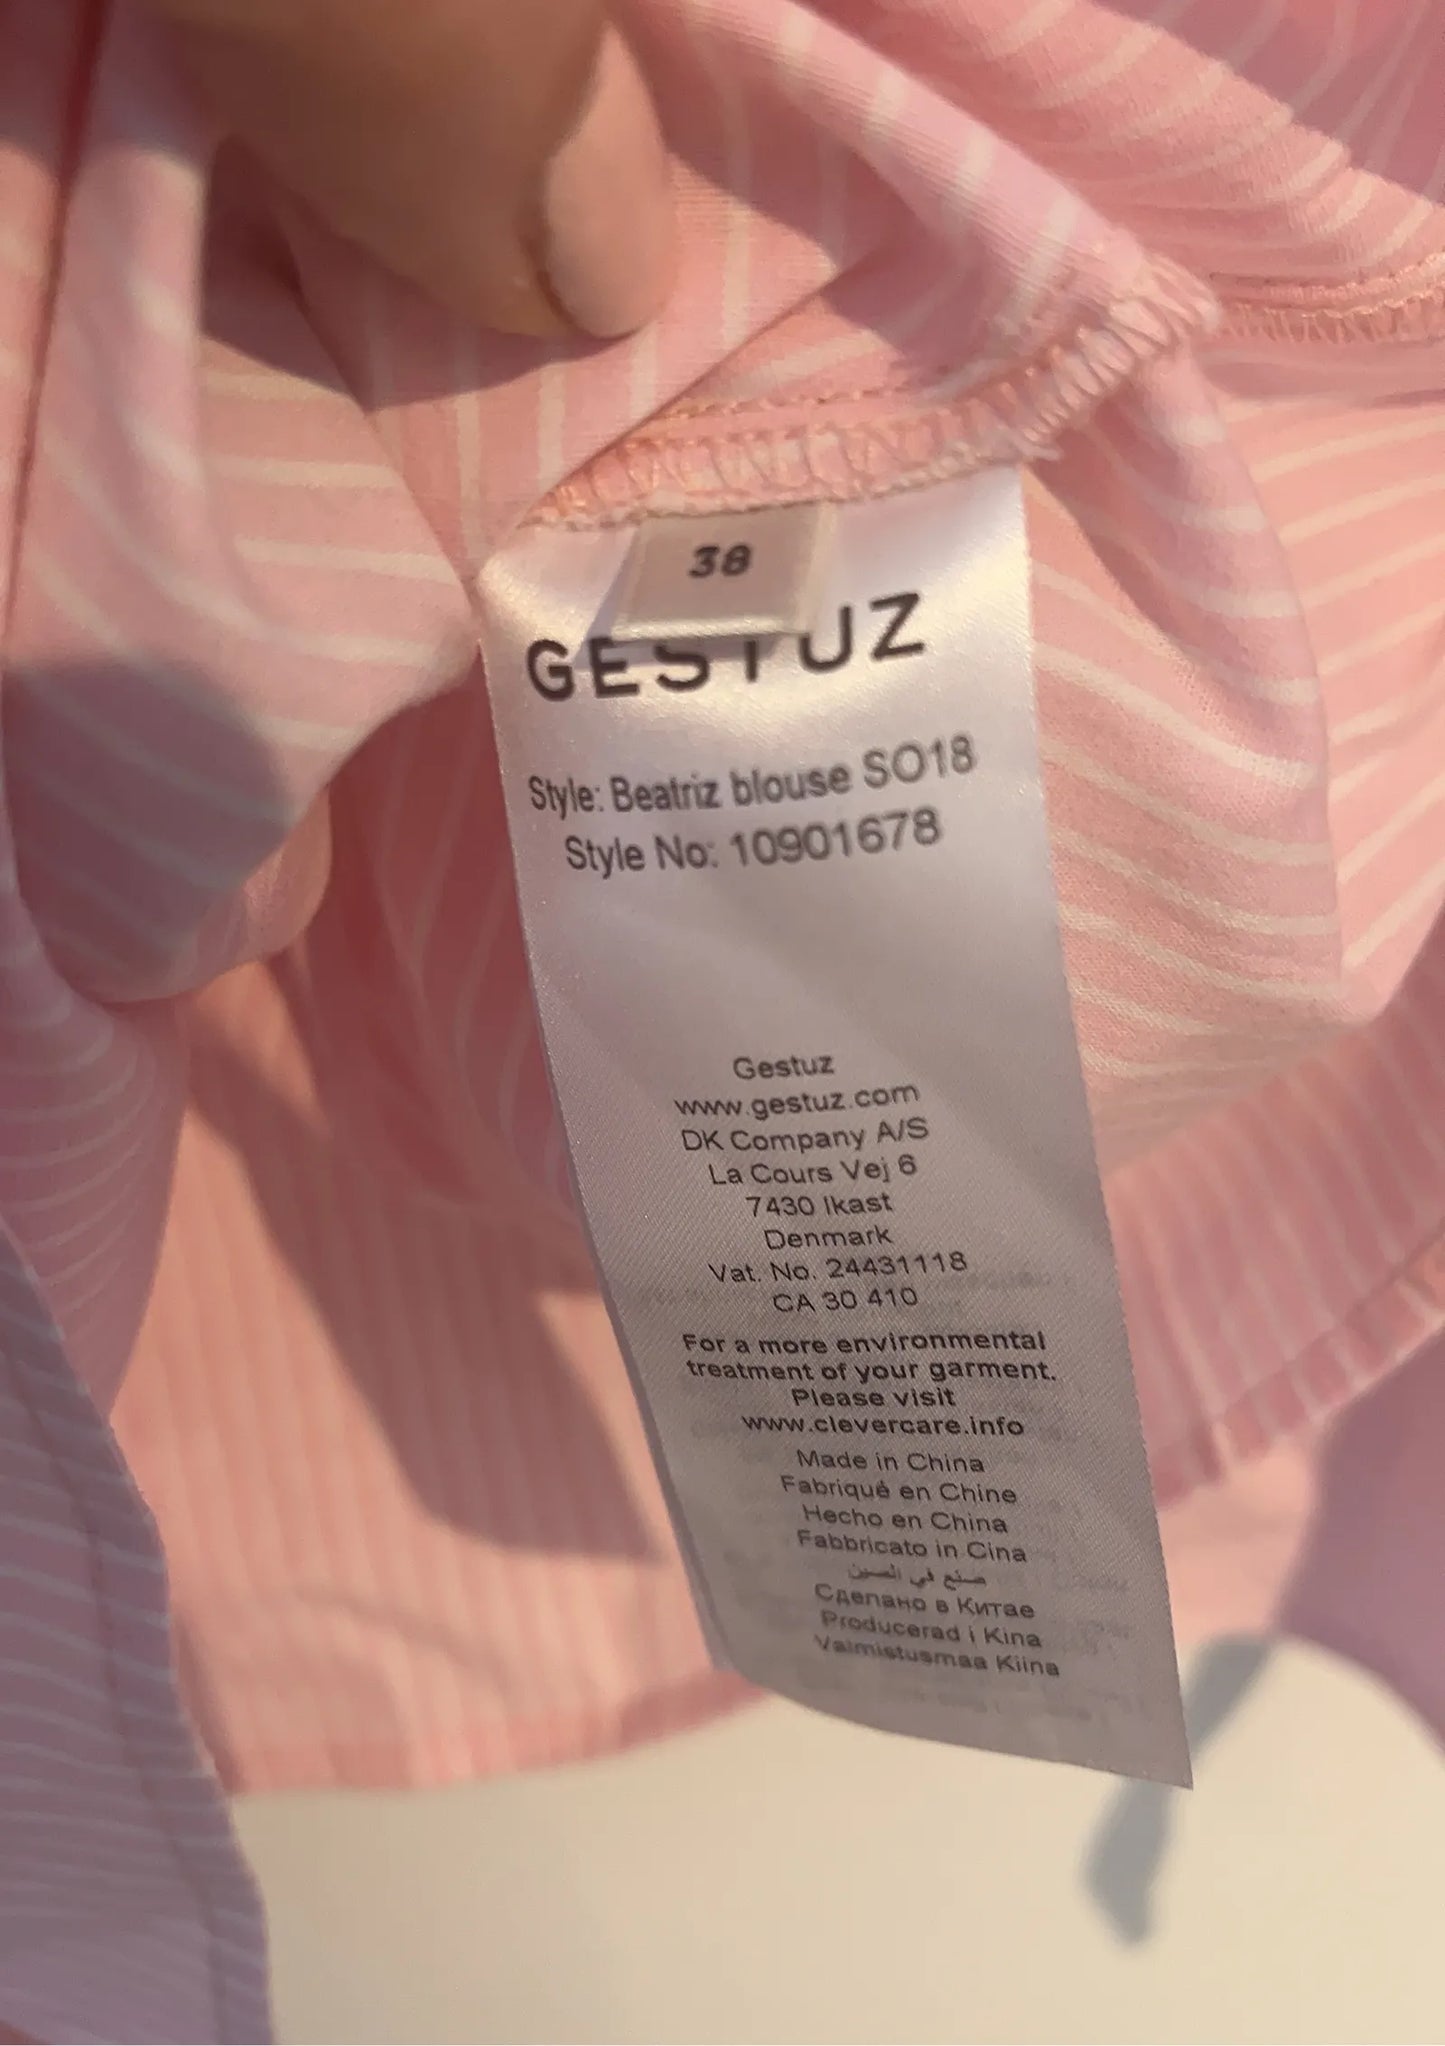 38
GESTUZ
Style: Beatriz blouse SO18
Style No: 10901678
Gestuz
www.gestuz.com
DK Company A/S
La Cours Vej 6
7430 Ikast
Denmark
Vat. No. 24431118
CA 30 410
For a more environmental
treatment of your garment.
Please visit
www.clevercare.info
Made in China
Fabriqué en Chine
Hecho en China
Fabbricato in Cina
صنع في الصين
Сделано в Китае
Producerad i Kina
Valmistusmaa Kiina